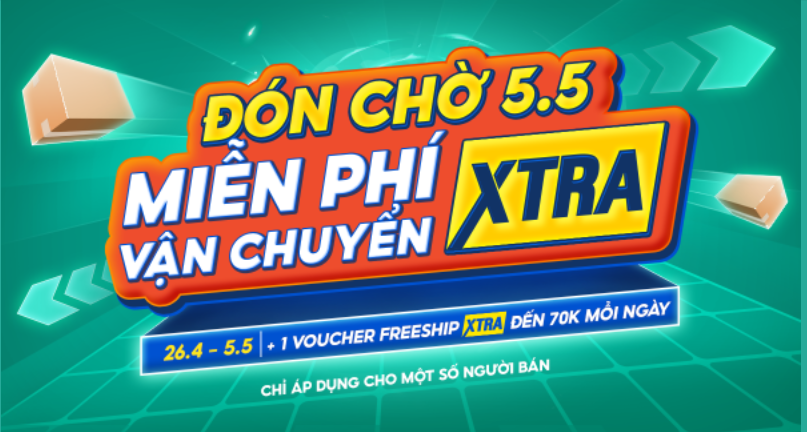 ĐÓN CHỜ 5.5
MIỄN PHÍ
VẬN CHUYỂN
XTRA
26.4 - 5.5 + 1 VOUCHER FREESHIP XTRA ĐẾN 70K MỖI NGÀY
CHỈ ÁP DỤNG CHO MỘT SỐ NGƯỜI BÁN